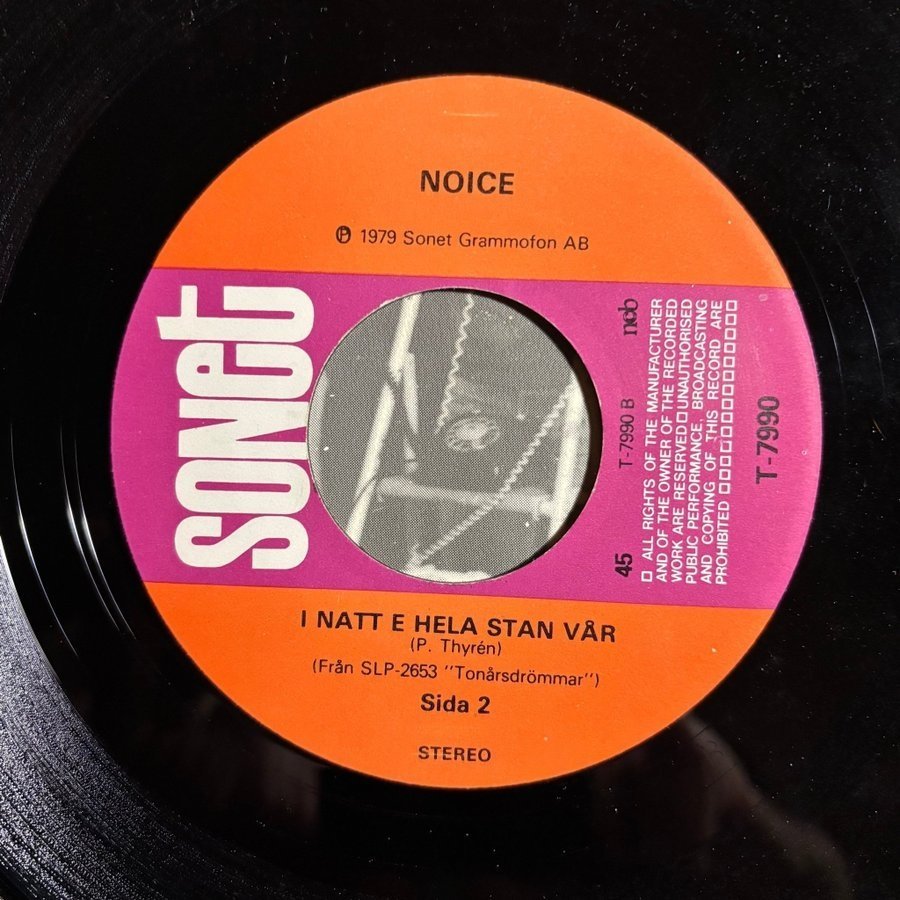 NOICE
℗ 1979 Sonet Grammofon AB
sonet
T-7990 B
ncb
45
□ ALL RIGHTS OF THE MANUFACTURER
AND OF THE OWNER OF THE RECORDED
WORK ARE RESERVED □ UNAUTHORISED
PUBLIC PERFORMANCE, BROADCASTING
AND COPYING OF THIS RECORD ARE
PROHIBITED □□□□□□□□□□□□□□
T-7990
I NATT E HELA STAN VÅR
(P. Thyrén)
(Från SLP-2653 "Tonårsdrömmar")
Sida 2
STEREO